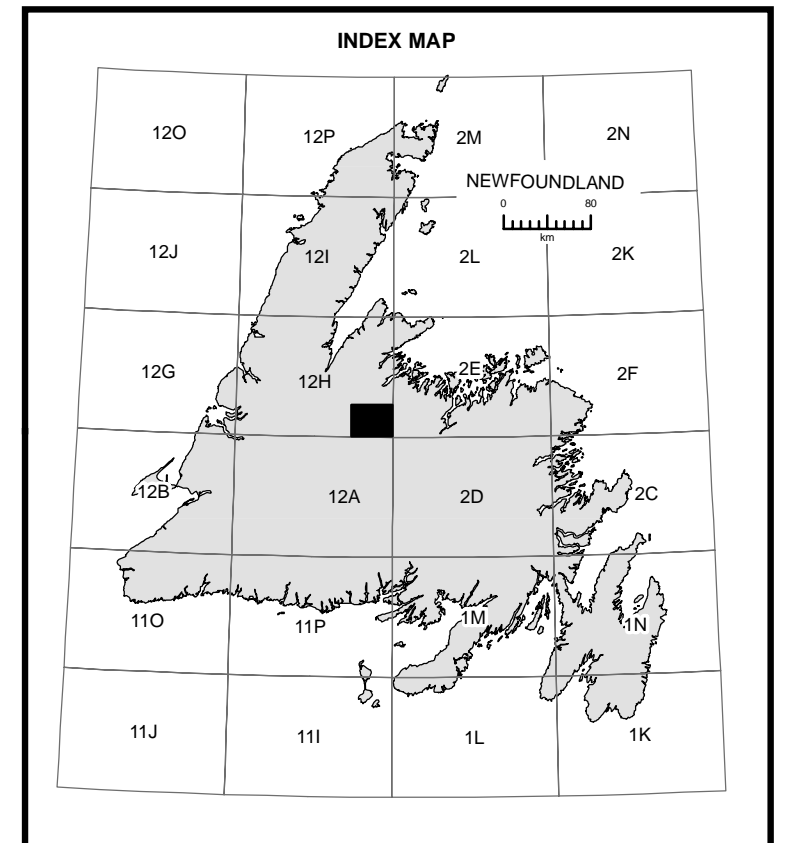 INDEX MAP
12O 12P 2M 2N
NEWFOUNDLAND
0 80
km
12J 12I 2L 2K
12G 12H 2E 2F
12B 12A 2D 2C
11O 11P 1M 1N
11J 11I 1L 1K